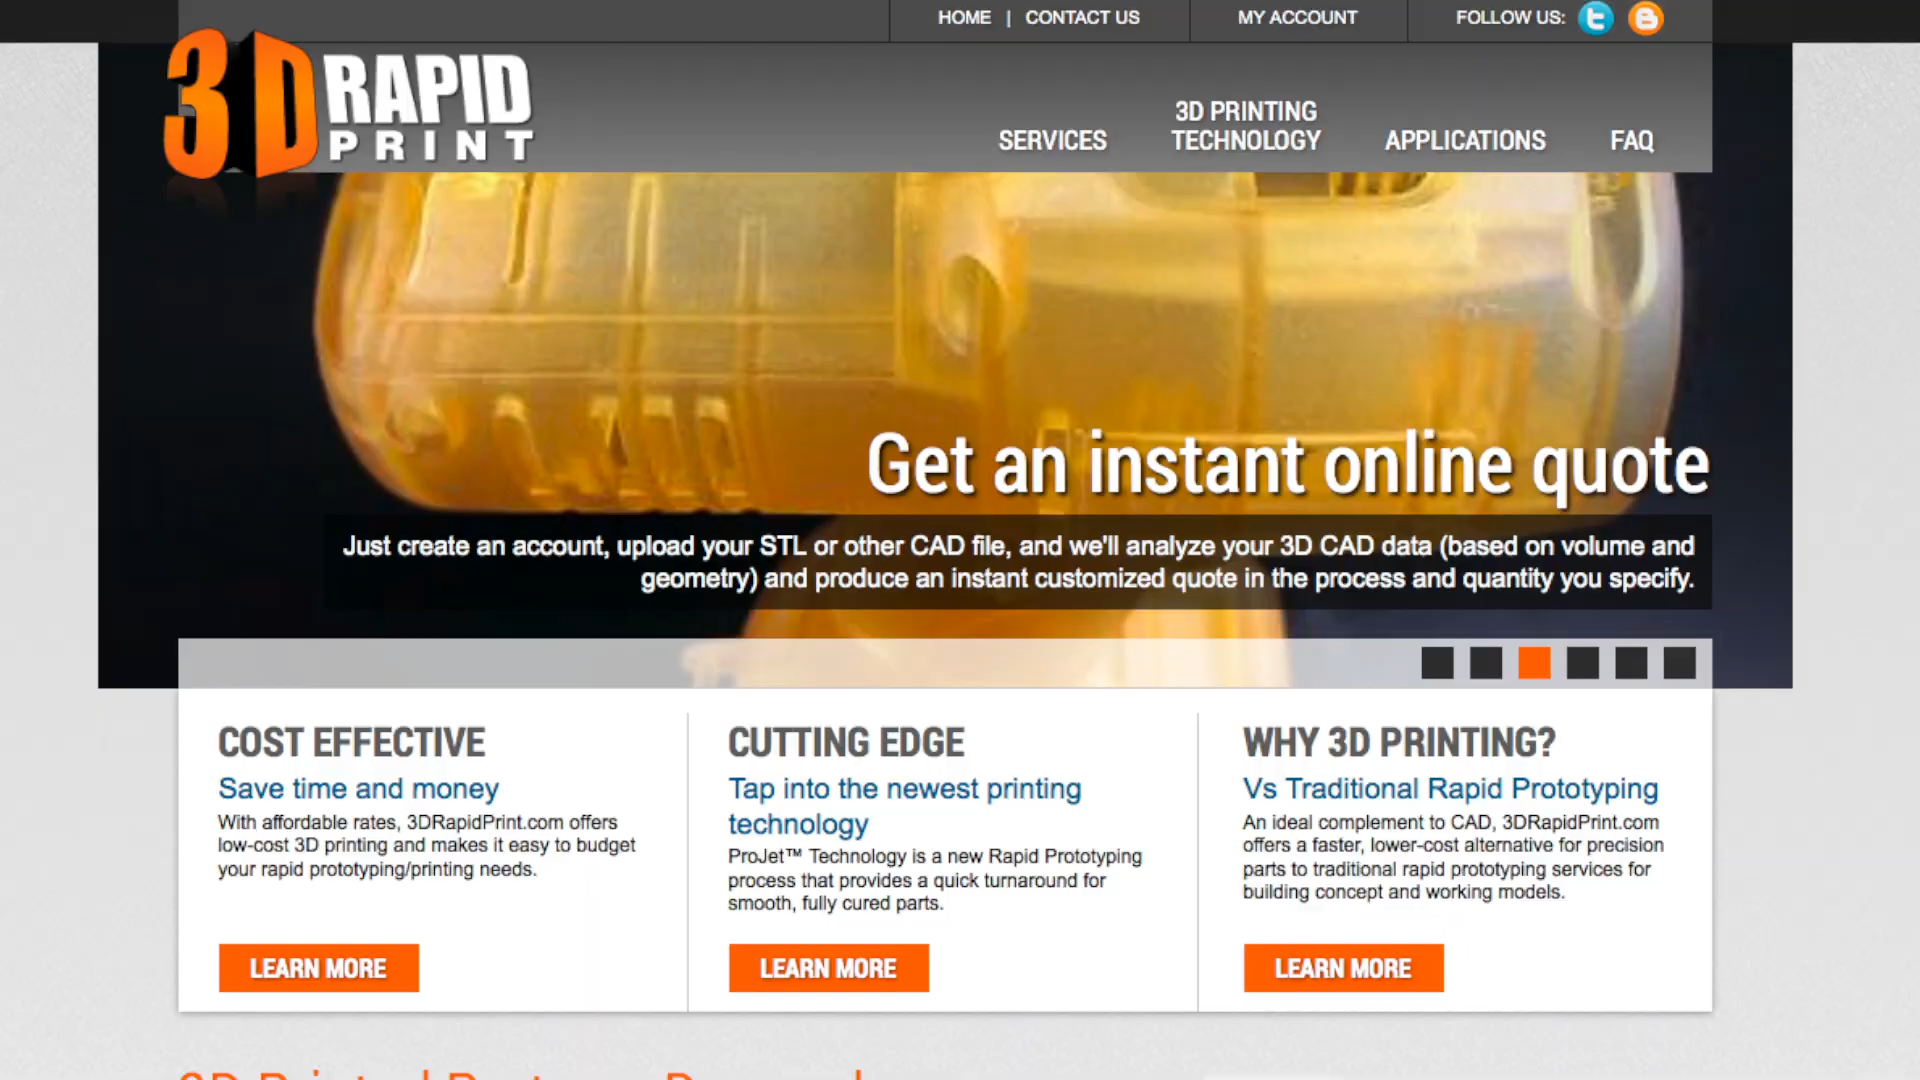 HOME | CONTACT US
MY ACCOUNT
FOLLOW US:
3D RAPID
PRINT
SERVICES
3D PRINTING
TECHNOLOGY
APPLICATIONS
FAQ
Get an instant online quote
Just create an account, upload your STL or other CAD file, and we'll analyze your 3D CAD data (based on volume and
geometry) and produce an instant customized quote in the process and quantity you specify.
COST EFFECTIVE
Save time and money
With affordable rates, 3DRapidPrint.com offers
low-cost 3D printing and makes it easy to budget
your rapid prototyping/printing needs.
LEARN MORE
CUTTING EDGE
Tap into the newest printing
technology
ProJet™ Technology is a new Rapid Prototyping
process that provides a quick turnaround for
smooth, fully cured parts.
LEARN MORE
WHY 3D PRINTING?
Vs Traditional Rapid Prototyping
An ideal complement to CAD, 3DRapidPrint.com
offers a faster, lower-cost alternative for precision
parts to traditional rapid prototyping services for
building concept and working models.
LEARN MORE